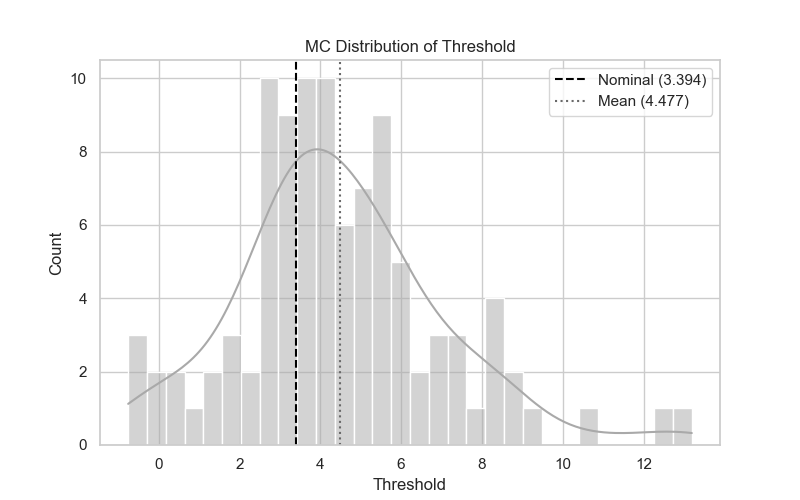 MC Distribution of Threshold
Nominal (3.394)
Mean (4.477)
10
8
6
4
2
0
Count
0 2 4 6 8 10 12
Threshold